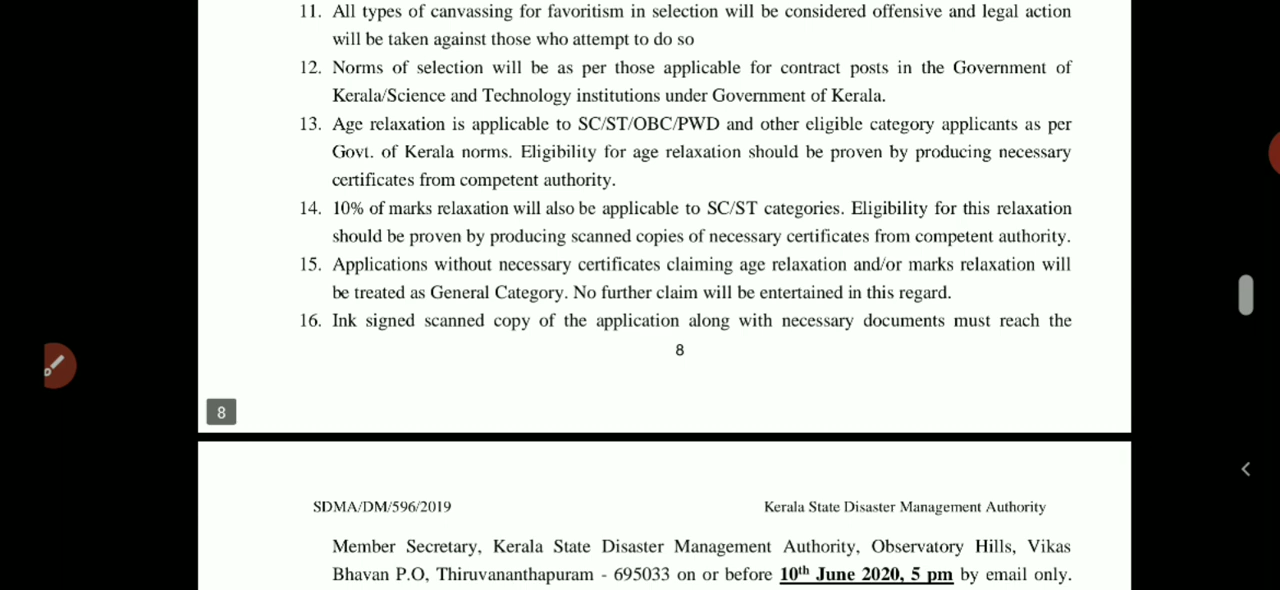 11. All types of canvassing for favoritism in selection will be considered offensive and legal action
will be taken against those who attempt to do so
12. Norms of selection will be as per those applicable for contract posts in the Government of
Kerala/Science and Technology institutions under Government of Kerala.
13. Age relaxation is applicable to SC/ST/OBC/PWD and other eligible category applicants as per
Govt. of Kerala norms. Eligibility for age relaxation should be proven by producing necessary
certificates from competent authority.
14. 10% of marks relaxation will also be applicable to SC/ST categories. Eligibility for this relaxation
should be proven by producing scanned copies of necessary certificates from competent authority.
15. Applications without necessary certificates claiming age relaxation and/or marks relaxation will
be treated as General Category. No further claim will be entertained in this regard.
16. Ink signed scanned copy of the application along with necessary documents must reach the
8
8
SDMA/DM/596/2019 Kerala State Disaster Management Authority
Member Secretary, Kerala State Disaster Management Authority, Observatory Hills, Vikas
Bhavan P.O, Thiruvananthapuram - 695033 on or before 10th June 2020, 5 pm by email only.